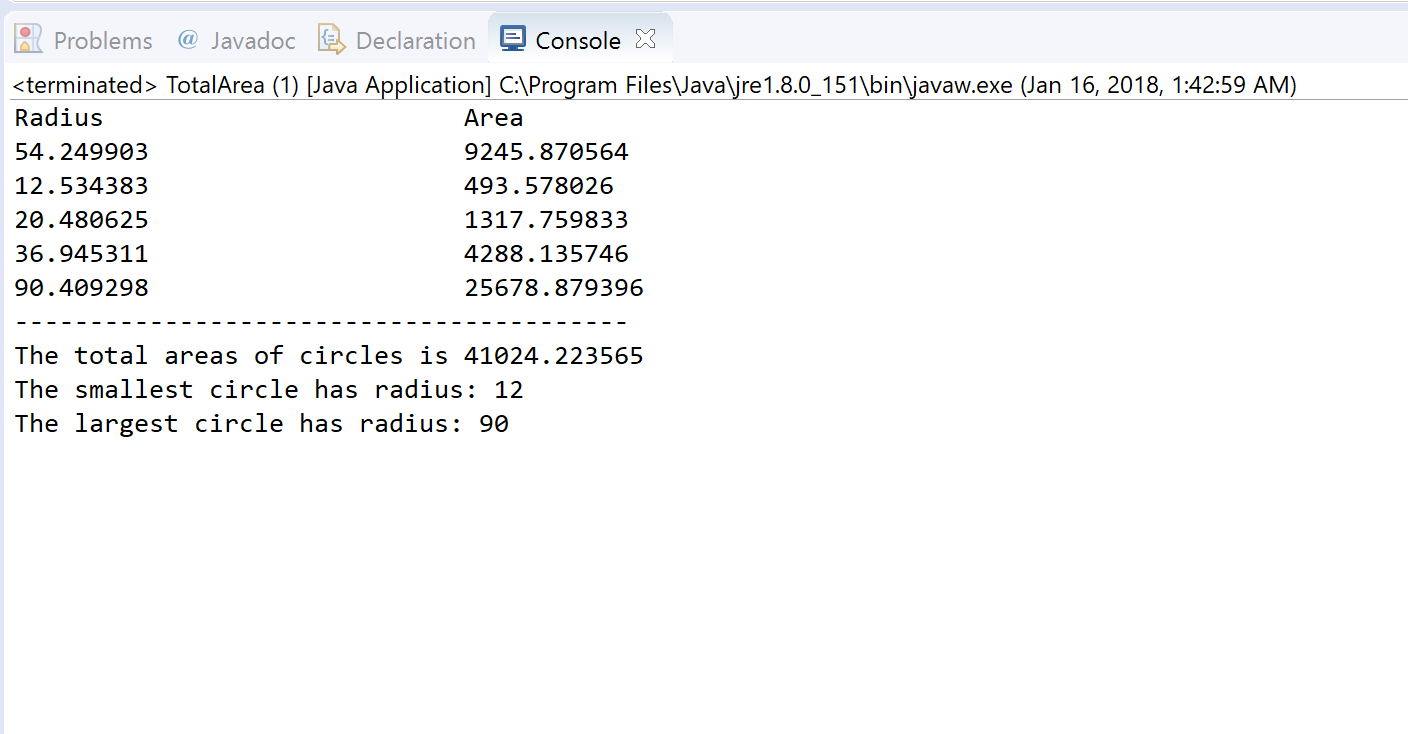 Problems @ Javadoc Declaration Console
<terminated> TotalArea (1) [Java Application] C:\Program Files\Java\jre1.8.0_151\bin\javaw.exe (Jan 16, 2018, 1:42:59 AM)
Radius Area
54.249903 9245.870564
12.534383 493.578026
20.480625 1317.759833
36.945311 4288.135746
90.409298 25678.879396
-----------------------------------------
The total areas of circles is 41024.223565
The smallest circle has radius: 12
The largest circle has radius: 90